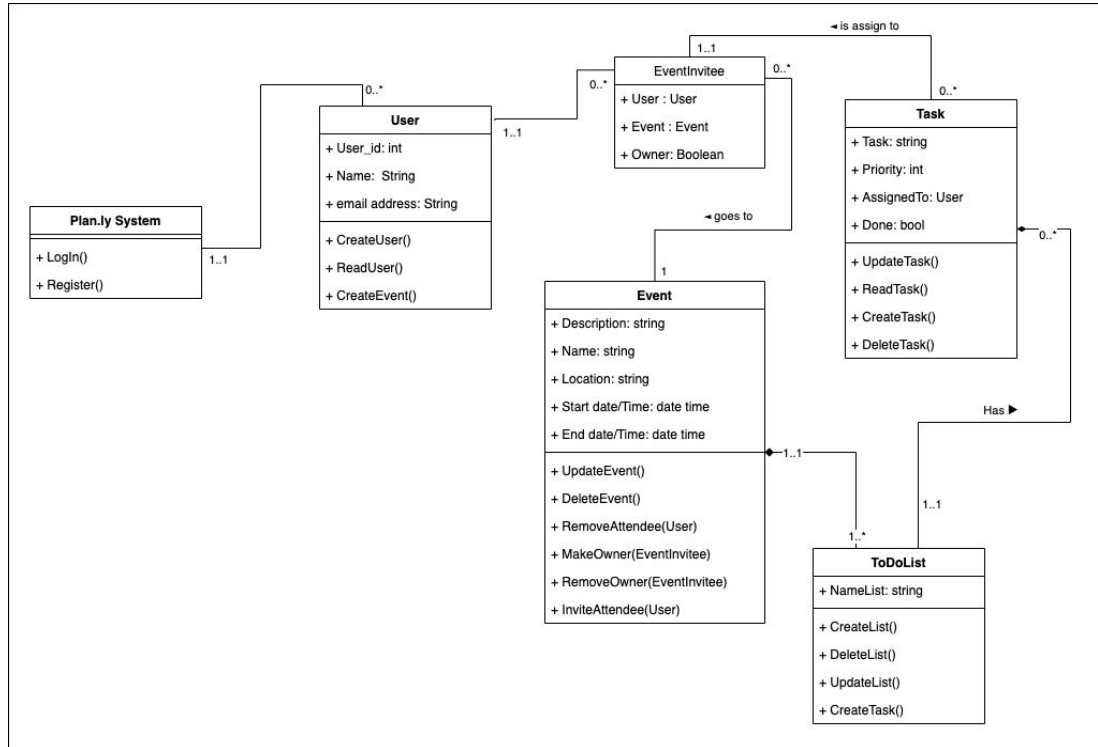 ◄ is assign to
1..1
0..*
EventInvitee
+ User : User
+ Event : Event
+ Owner: Boolean
0..*
0..*
0..*
User
+ User_id: int
+ Name:  String
+ email address: String
+ CreateUser()
+ ReadUser()
+ CreateEvent()
1..1
Task
+ Task: string
+ Priority: int
+ AssignedTo: User
+ Done: bool
+ UpdateTask()
+ ReadTask()
+ CreateTask()
+ DeleteTask()
0..*
Plan.ly System
+ LogIn()
+ Register()
1..1
◄ goes to
1
Event
+ Description: string
+ Name: string
+ Location: string
+ Start date/Time: date time
+ End date/Time: date time
+ UpdateEvent()
+ DeleteEvent()
+ RemoveAttendee(User)
+ MakeOwner(EventInvitee)
+ RemoveOwner(EventInvitee)
+ InviteAttendee(User)
Has ►
1..1
1..1
1..*
ToDoList
+ NameList: string
+ CreateList()
+ DeleteList()
+ UpdateList()
+ CreateTask()